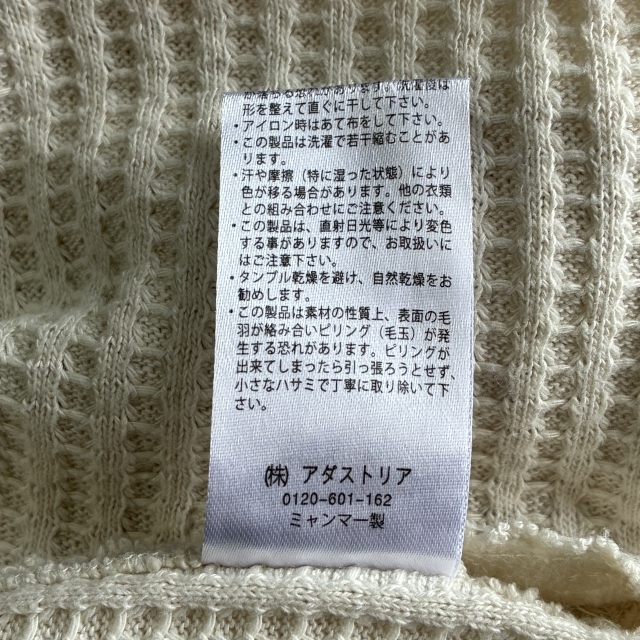 形を整えて直ぐに干して下さい。
・アイロン時はあて布をして下さい。
・この製品は洗濯で若干縮むことがあ
ります。
・汗や摩擦（特に湿った状態）により
色が移る場合があります。他の衣類
との組み合わせにご注意ください。
・この製品は、直射日光等により変色
する事がありますので、お取扱いに
はご注意下さい。
・タンブル乾燥を避け、自然乾燥をお
勧めします。
・この製品は素材の性質上、表面の毛
羽が絡み合いピリング（毛玉）が発
生する恐れがあります。ピリングが
出来てしまったら引っ張ろうとせず、
小さなハサミで丁寧に取り除いて下
さい。
㈱ アダストリア
0120-601-162
ミャンマー製